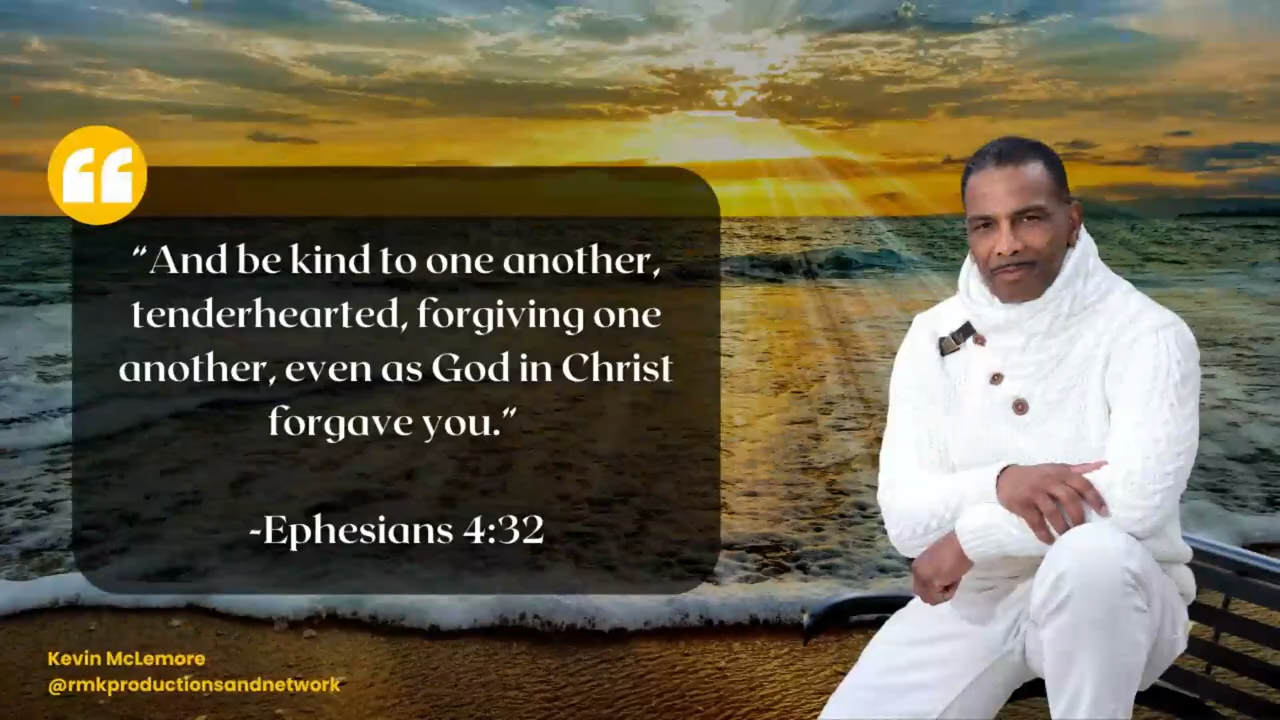 “And be kind to one another,
tenderhearted, forgiving one
another, even as God in Christ
forgave you.”
-Ephesians 4:32
Kevin McLemore
@rmkproductionsandnetwork